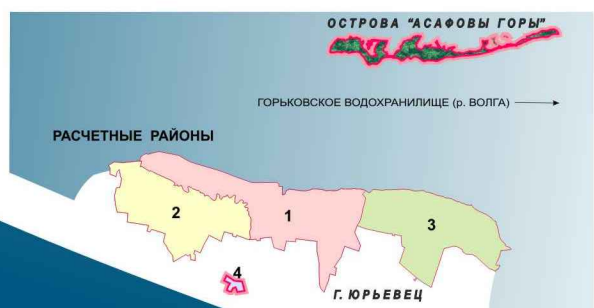 ОСТРОВА "АСАФОВЫ ГОРЫ"
ГОРЬКОВСКОЕ ВОДОХРАНИЛИЩЕ (р. ВОЛГА)
РАСЧЕТНЫЕ РАЙОНЫ
2
1
3
4
Г. ЮРЬЕВЕЦ